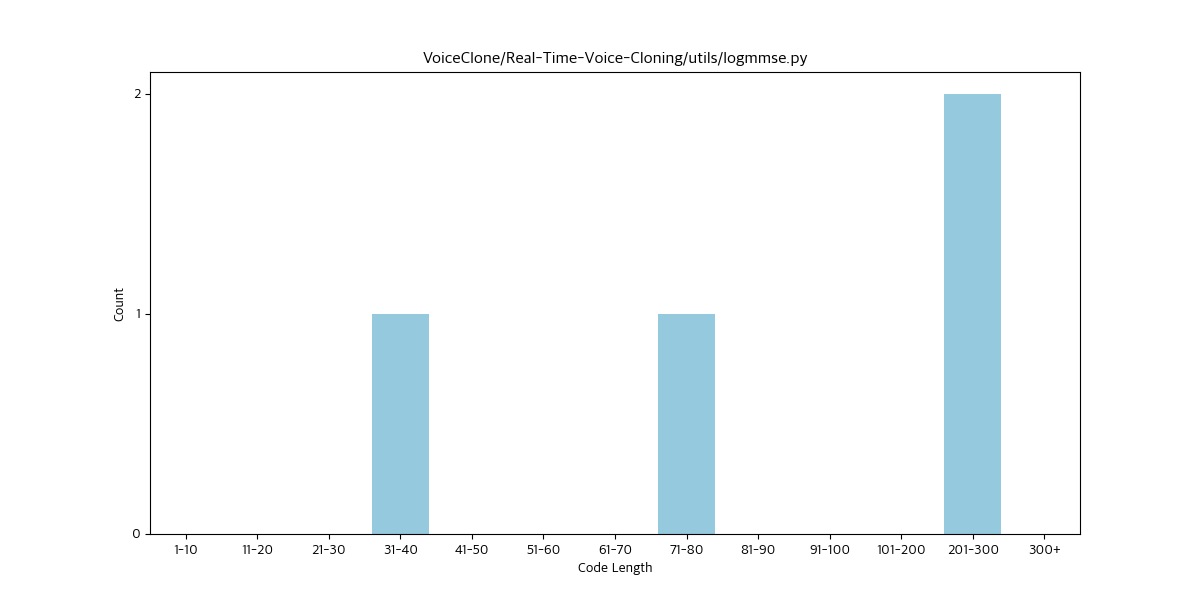 VoiceClone/Real-Time-Voice-Cloning/utils/logmmse.py
2
1
0
Count
1-10 11-20 21-30 31-40 41-50 51-60 61-70 71-80 81-90 91-100 101-200 201-300 300+
Code Length